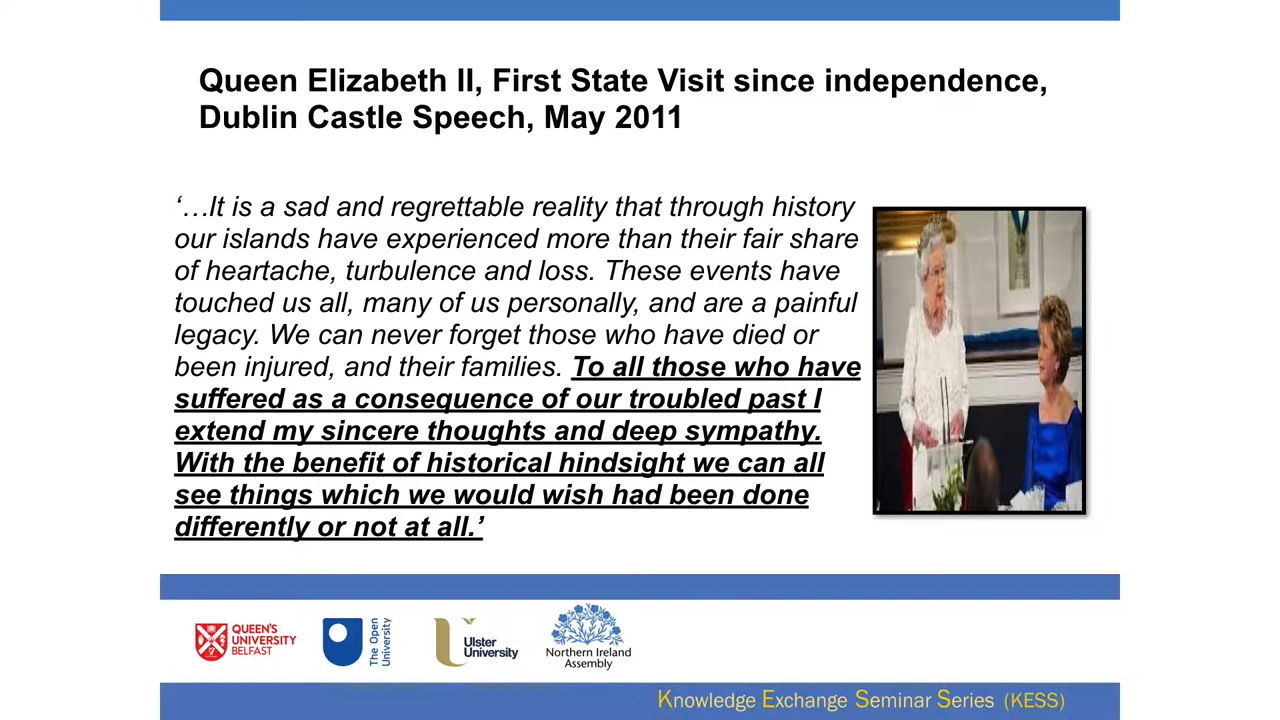 Queen Elizabeth II, First State Visit since independence,
Dublin Castle Speech, May 2011
‘…It is a sad and regrettable reality that through history
our islands have experienced more than their fair share
of heartache, turbulence and loss. These events have
touched us all, many of us personally, and are a painful
legacy. We can never forget those who have died or
been injured, and their families. To all those who have
suffered as a consequence of our troubled past I
extend my sincere thoughts and deep sympathy.
With the benefit of historical hindsight we can all
see things which we would wish had been done
differently or not at all.’
QUEEN'S
UNIVERSITY
BELFAST
The Open
University
Ulster
University
Northern Ireland
Assembly
Knowledge Exchange Seminar Series (KESS)